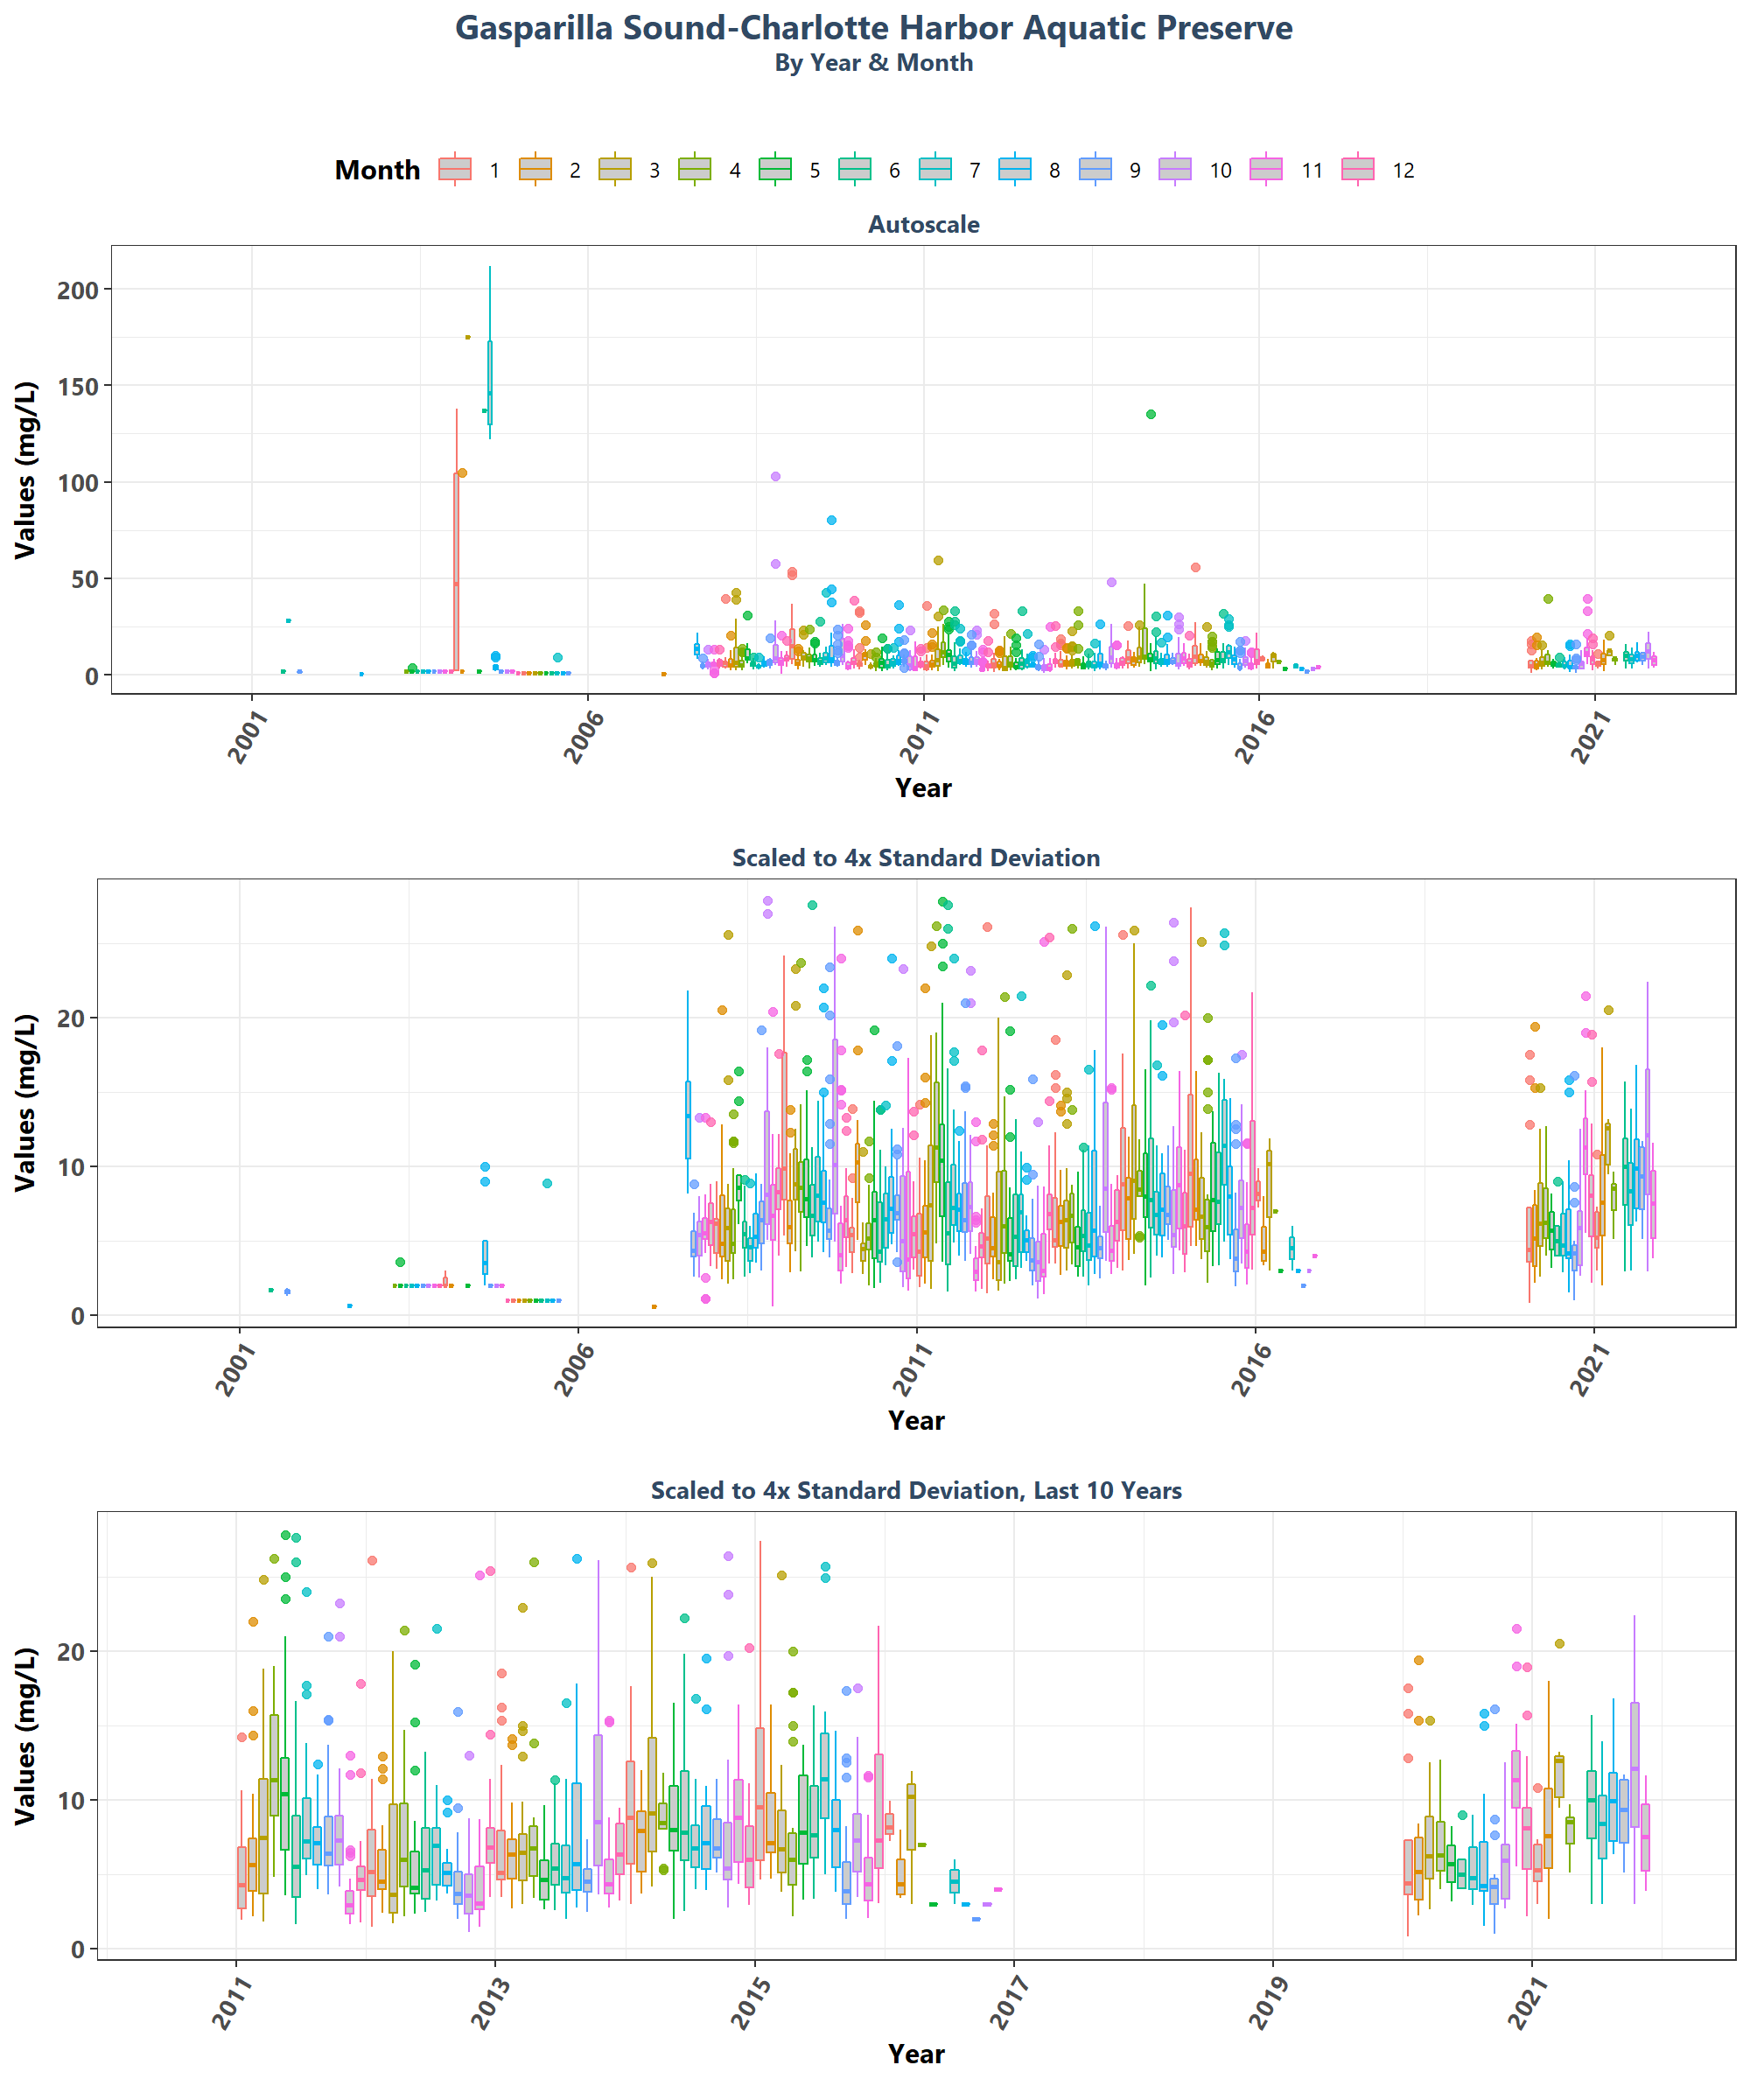 Gasparilla Sound-Charlotte Harbor Aquatic Preserve
By Year & Month
Month 1 2 3 4 5 6 7 8 9 10 11 12
Autoscale
Values (mg/L)
200
150
100
50
0
2001 2006 2011 2016 2021
Year
Scaled to 4x Standard Deviation
Values (mg/L)
20
10
0
2001 2006 2011 2016 2021
Year
Scaled to 4x Standard Deviation, Last 10 Years
Values (mg/L)
20
10
0
2011 2013 2015 2017 2019 2021
Year